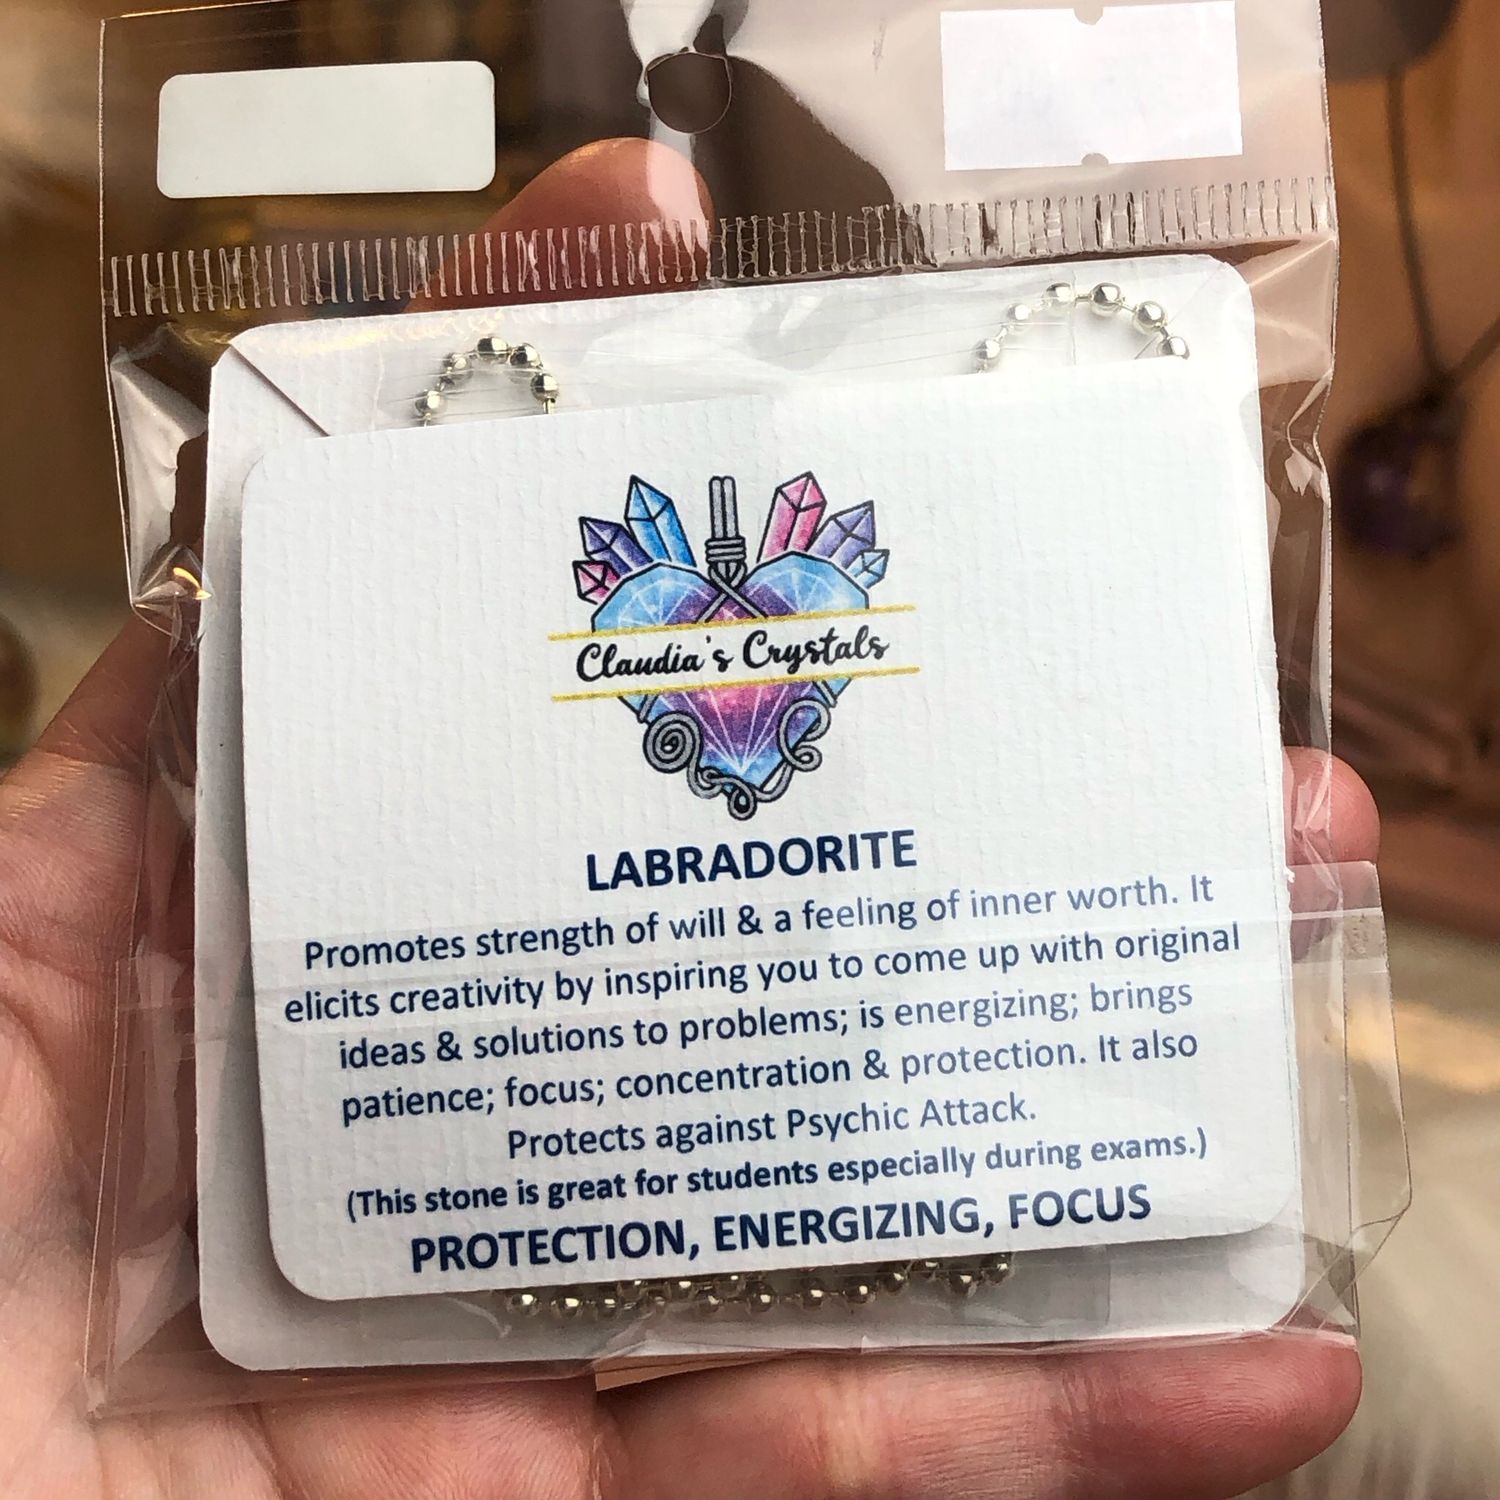 Claudia's Crystals
LABRADORITE
Promotes strength of will & a feeling of inner worth. It
elicits creativity by inspiring you to come up with original
ideas & solutions to problems; is energizing; brings
patience; focus; concentration & protection. It also
Protects against Psychic Attack.
(This stone is great for students especially during exams.)
PROTECTION, ENERGIZING, FOCUS